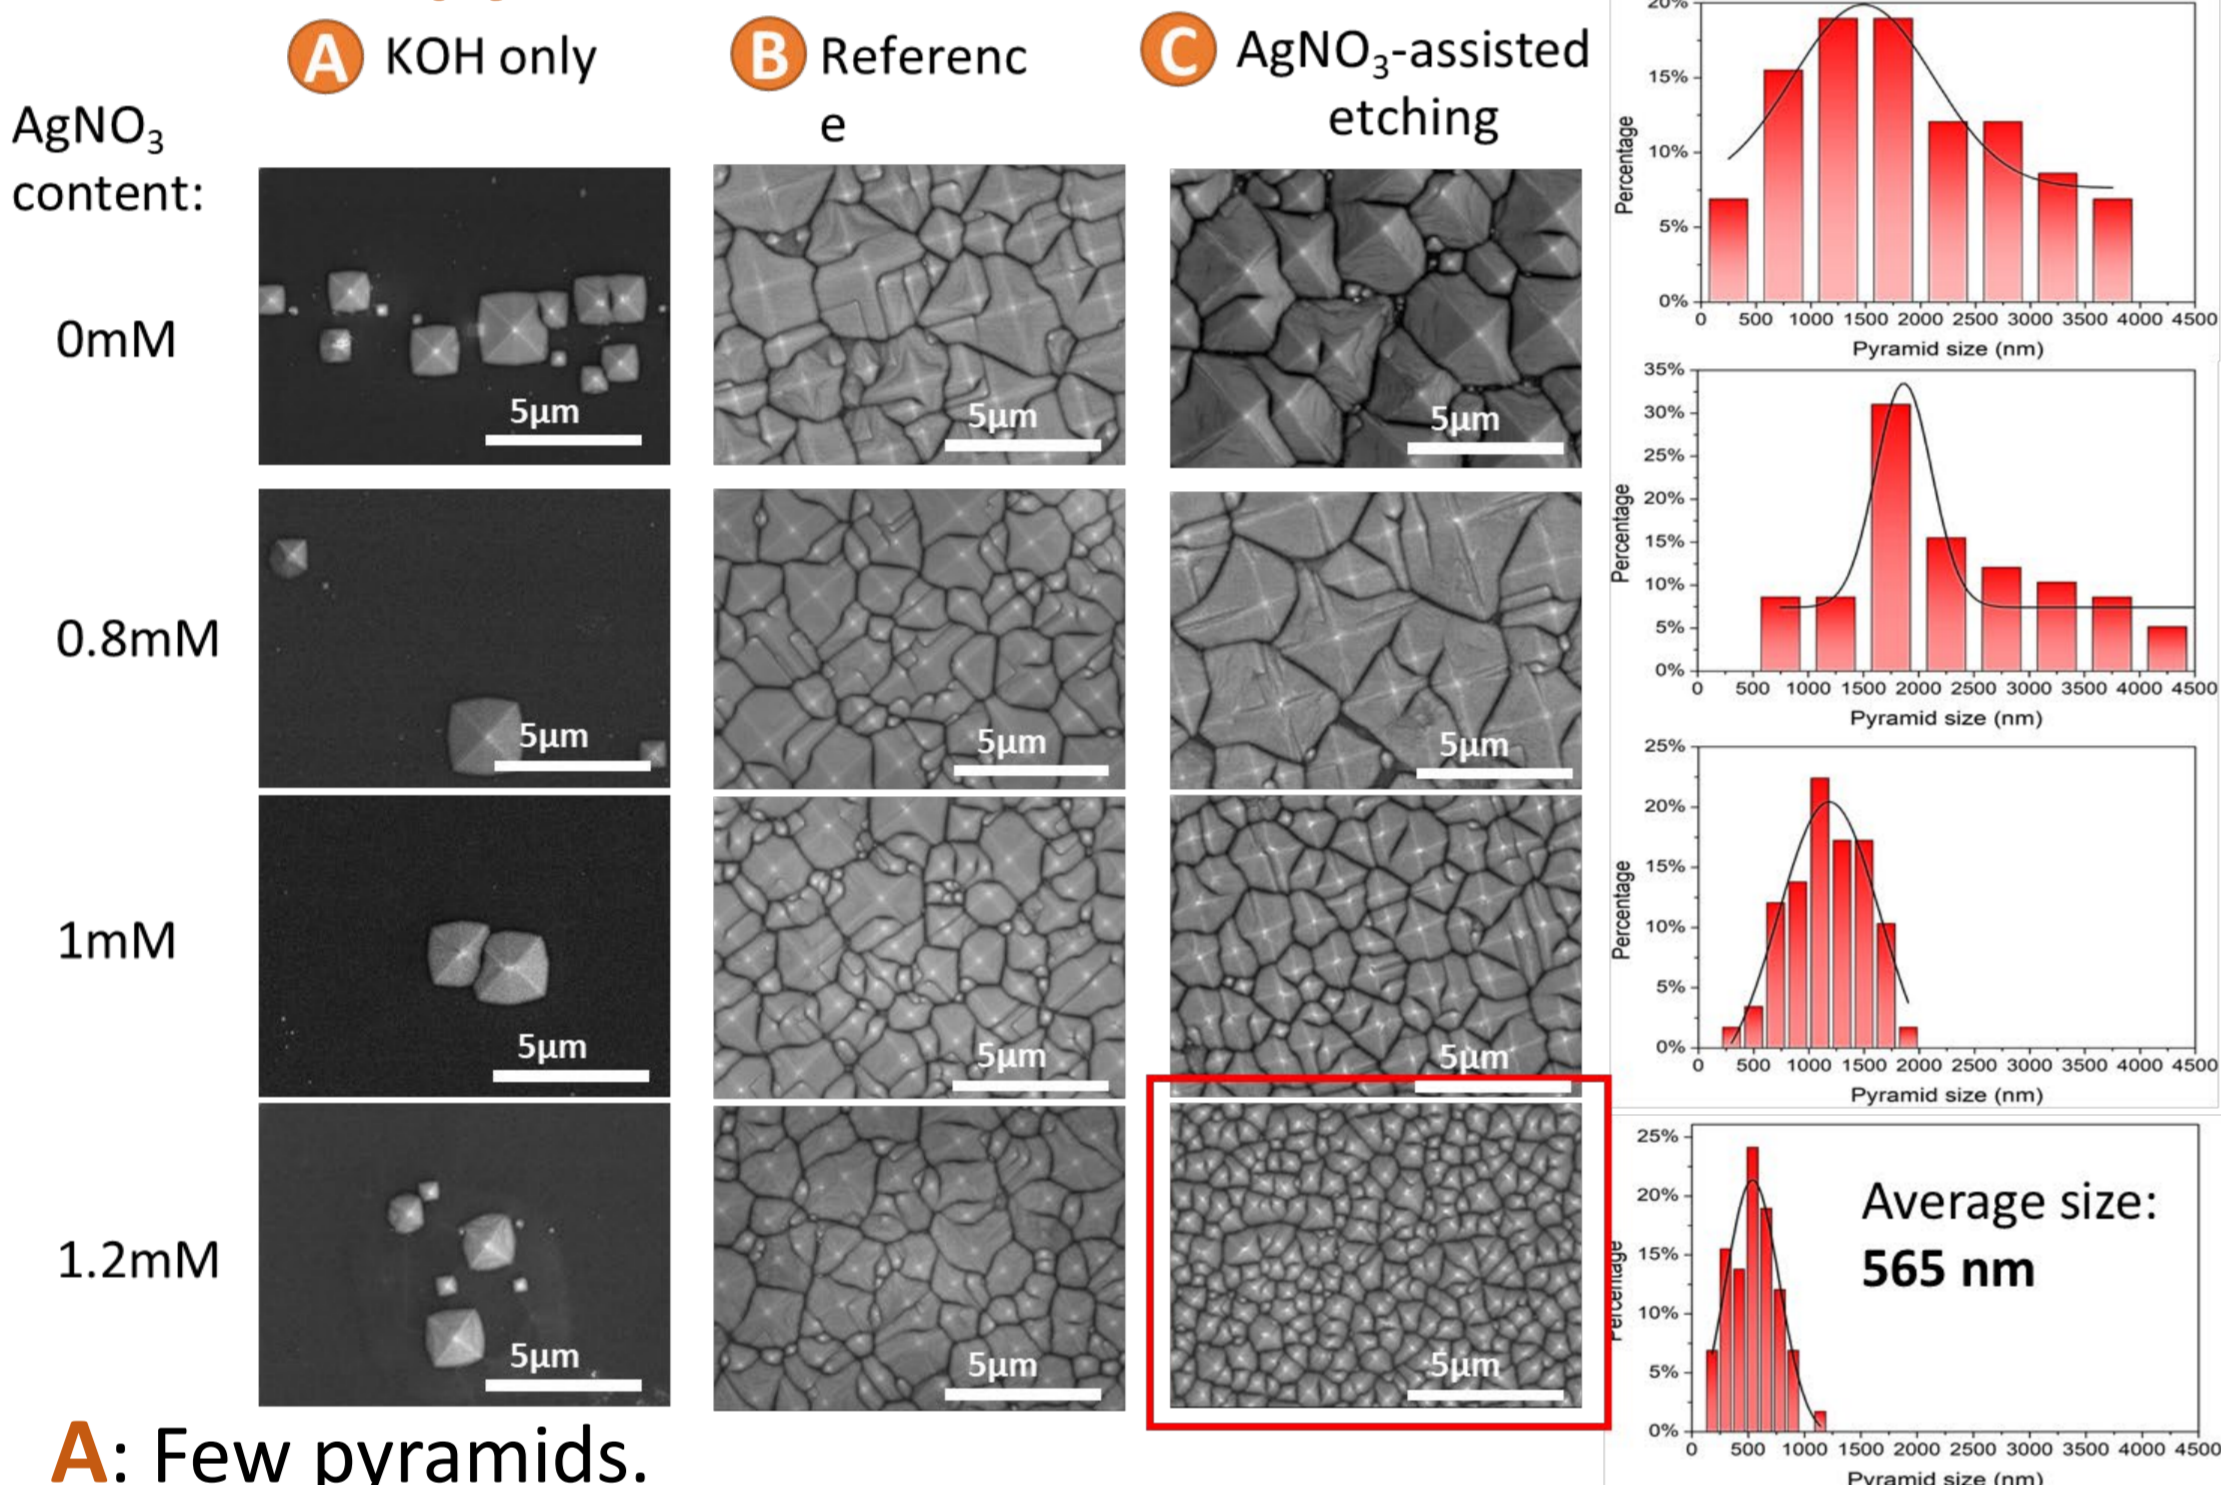 A KOH only
B Referenc
e
C AgNO₃-assisted
etching
AgNO₃
content:
0mM
5μm
5μm
5μm
0.8mM
5μm
5μm
5μm
1mM
5μm
5μm
5μm
1.2mM
5μm
5μm
5μm
A: Few pyramids.
20%
15%
10%
5%
0%
Percentage
0 500 1000 1500 2000 2500 3000 3500 4000 4500
Pyramid size (nm)
35%
30%
25%
20%
15%
10%
5%
0%
Percentage
0 500 1000 1500 2000 2500 3000 3500 4000 4500
Pyramid size (nm)
25%
20%
15%
10%
5%
0%
Percentage
0 500 1000 1500 2000 2500 3000 3500 4000 4500
Pyramid size (nm)
25%
20%
15%
10%
5%
0%
Percentage
Average size:
565 nm
0 500 1000 1500 2000 2500 3000 3500 4000 4500
Pyramid size (nm)